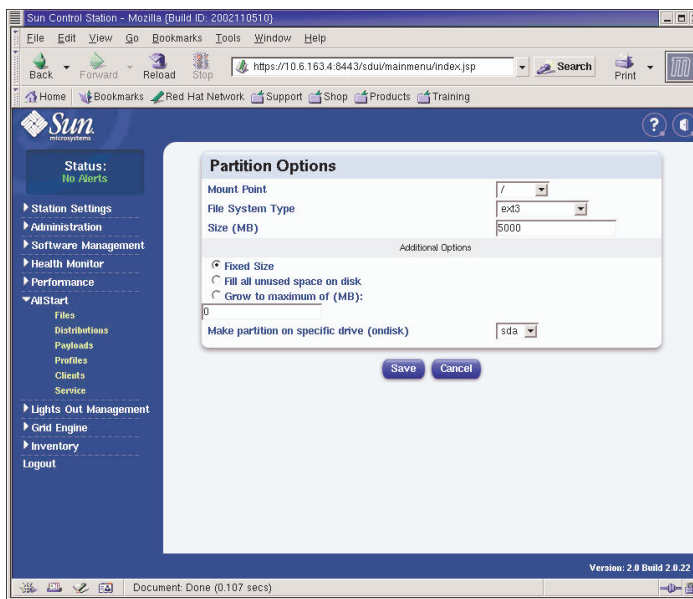 Sun Control Station - Mozilla {Build ID: 2002110510}
File Edit View Go Bookmarks Tools Window Help
Back Forward Reload Stop https://10.6.163.4:8443/sdui/mainmenu/index.jsp Search Print
Home Bookmarks Red Hat Network Support Shop Products Training
Sun
microsystems
?
Status:
No Alerts
Station Settings
Administration
Software Management
Health Monitor
Performance
AllStart
Files
Distributions
Payloads
Profiles
Clients
Service
Lights Out Management
Grid Engine
Inventory
Logout
Partition Options
Mount Point /
File System Type ext3
Size (MB) 5000
Additional Options
Fixed Size
Fill all unused space on disk
Grow to maximum of (MB):
0
Make partition on specific drive (ondisk) sda
Save Cancel
Version: 2.0 Build 2.0.22
Document: Done (0.107 secs)